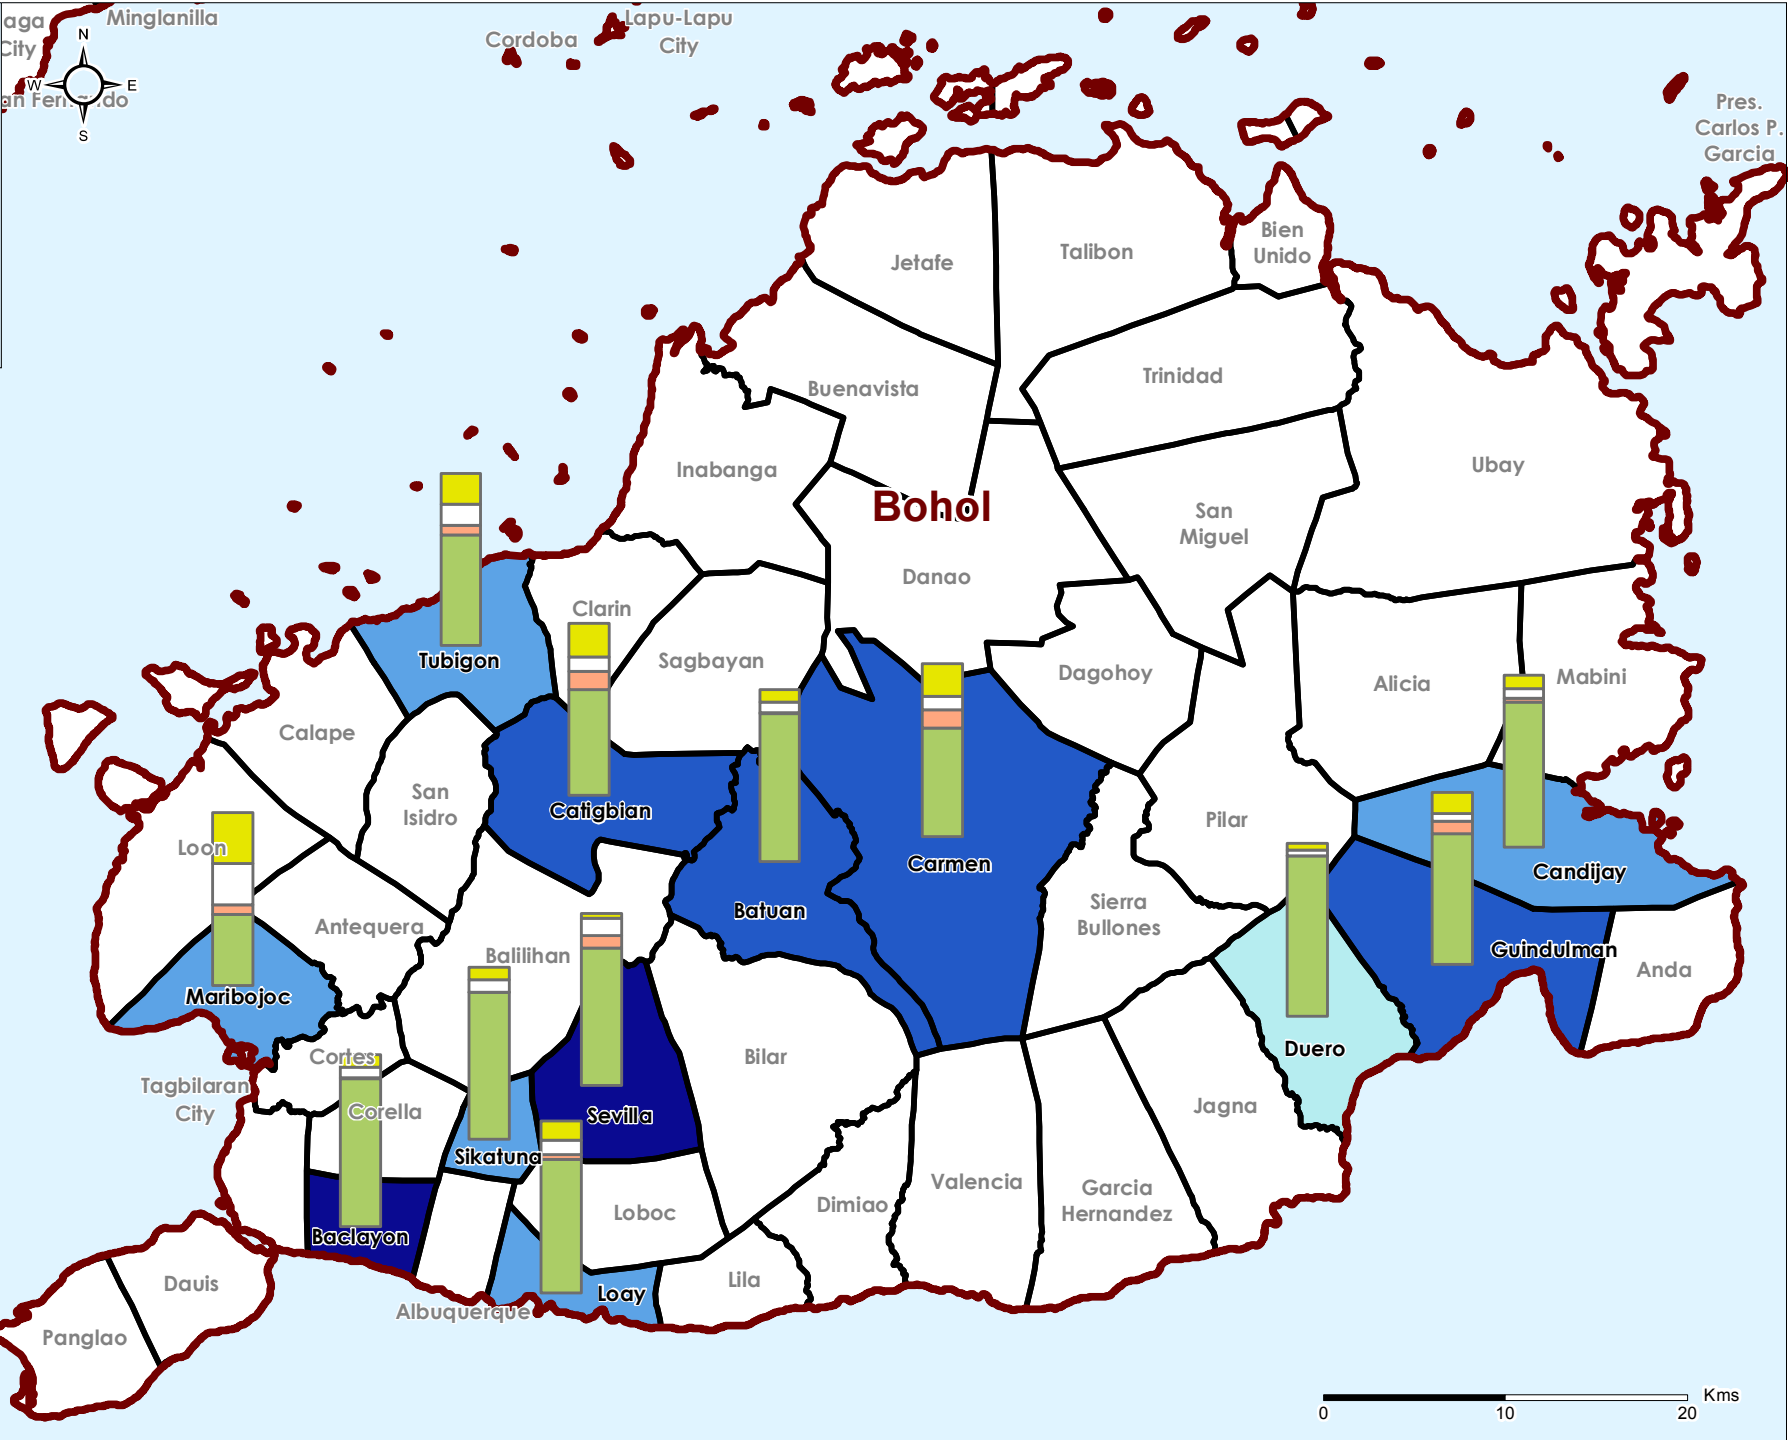 aga
City
Minglanilla
Lapu-Lapu
City
Cordoba
N
W
E
S
an Fernando
Pres.
Carlos P.
Garcia
Bien
Unido
Talibon
Jetafe
Trinidad
Buenavista
Inabanga
Ubay
Bohol
San
Miguel
Danao
Clarin
Tubigon
Sagbayan
Dagohoy
Alicia
Mabini
Calape
San
Isidro
Catigbian
Pilar
Loon
Carmen
Candijay
Batuan
Sierra
Bullones
Antequera
Balilihan
Guindulman
Anda
Maribojoc
Duero
Cortes
Bilar
Tagbilaran
City
Corella
Sevilla
Jagna
Sikatuna
Valencia
Garcia
Hernandez
Dimiao
Loboc
Baclayon
Dauis
Lila
Loay
Albuquerque
Panglao
Kms
0
10
20